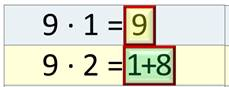 9 · 1 = 9
9 · 2 = 1+8